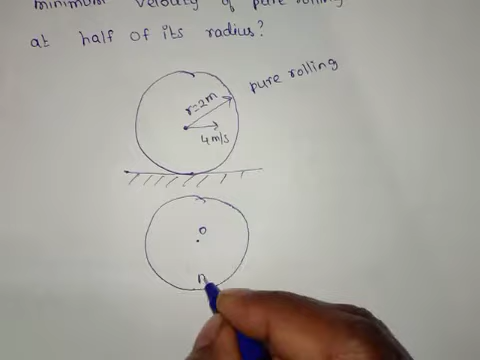 minimum velocity of pure rolling
at half of its radius?
pure rolling
r=2m
4m/s
O